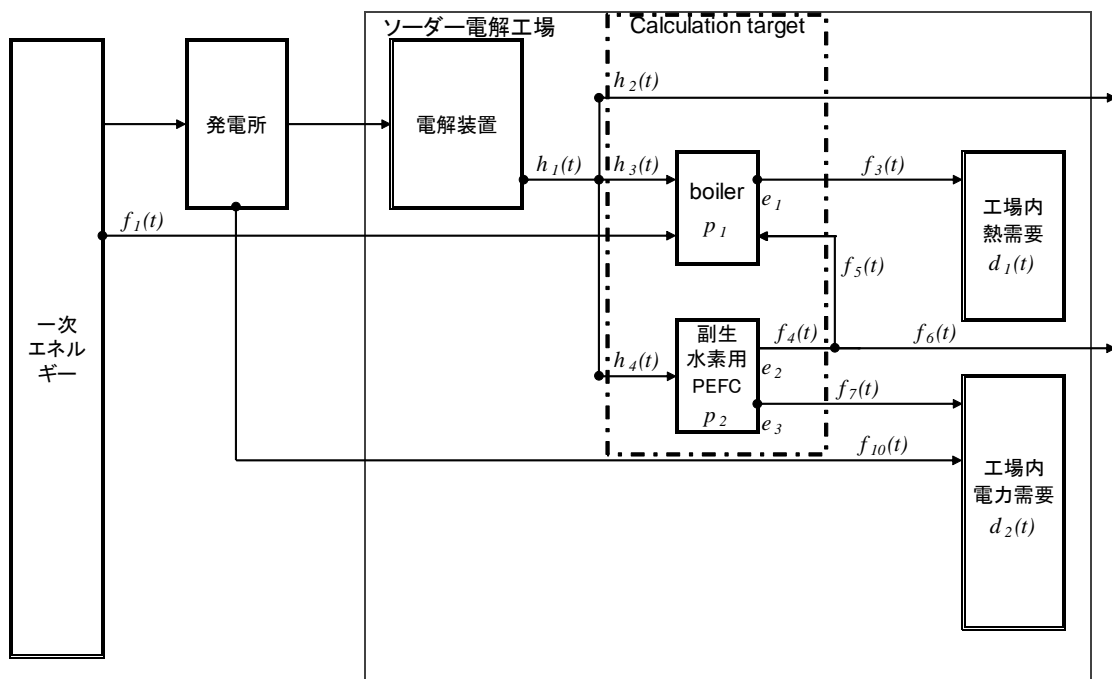 ソーダー電解工場
Calculation target
発電所
電解装置
h2(t)
h1(t)
h3(t)
boiler
p1
e1
f3(t)
工場内
熱需要
d1(t)
f1(t)
f5(t)
一次
エネル
ギー
h4(t)
副生
水素用
PEFC
p2
f4(t)
e2
f6(t)
f7(t)
e3
f10(t)
工場内
電力需要
d2(t)